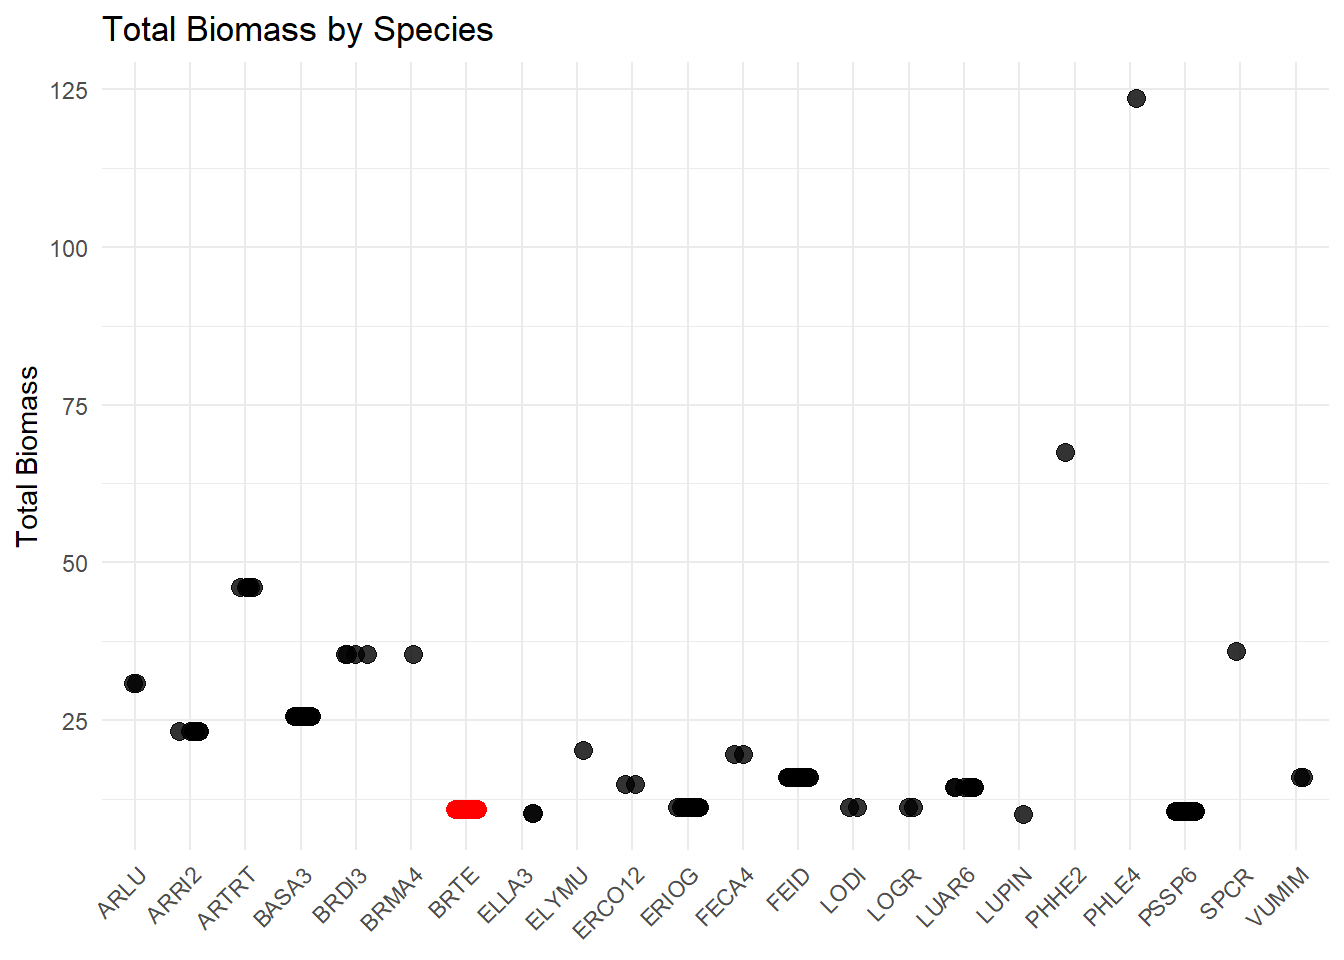 Total Biomass by Species
Total Biomass
125
100
75
50
25
ARLU
ARRI2
ARTRT
BASA3
BRDI3
BRMA4
BRTE
ELLA3
ELYMU
ERCO12
ERIOG
FECA4
FEID
LODI
LOGR
LUAR6
LUPIN
PHHE2
PHLE4
PSSP6
SPCR
VUMIM